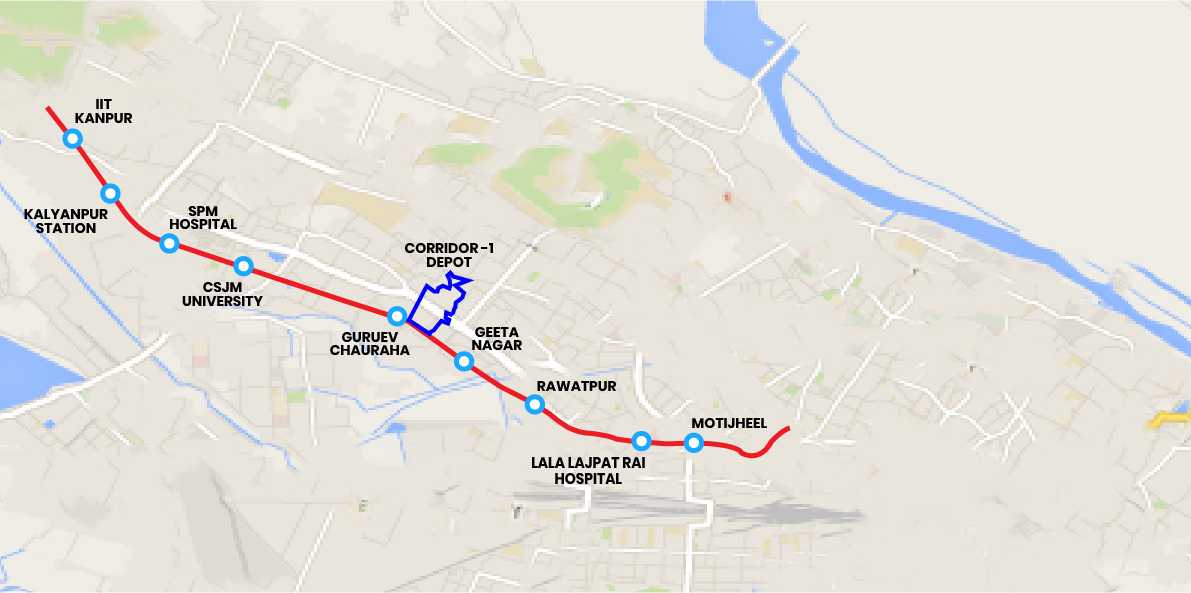 IIT
KANPUR
KALYANPUR
STATION
SPM
HOSPITAL
CSJM
UNIVERSITY
CORRIDOR-1
DEPOT
GURUEV
CHAURAHA
GEETA
NAGAR
RAWATPUR
LALA LAJPAT RAI
HOSPITAL
MOTIJHEEL